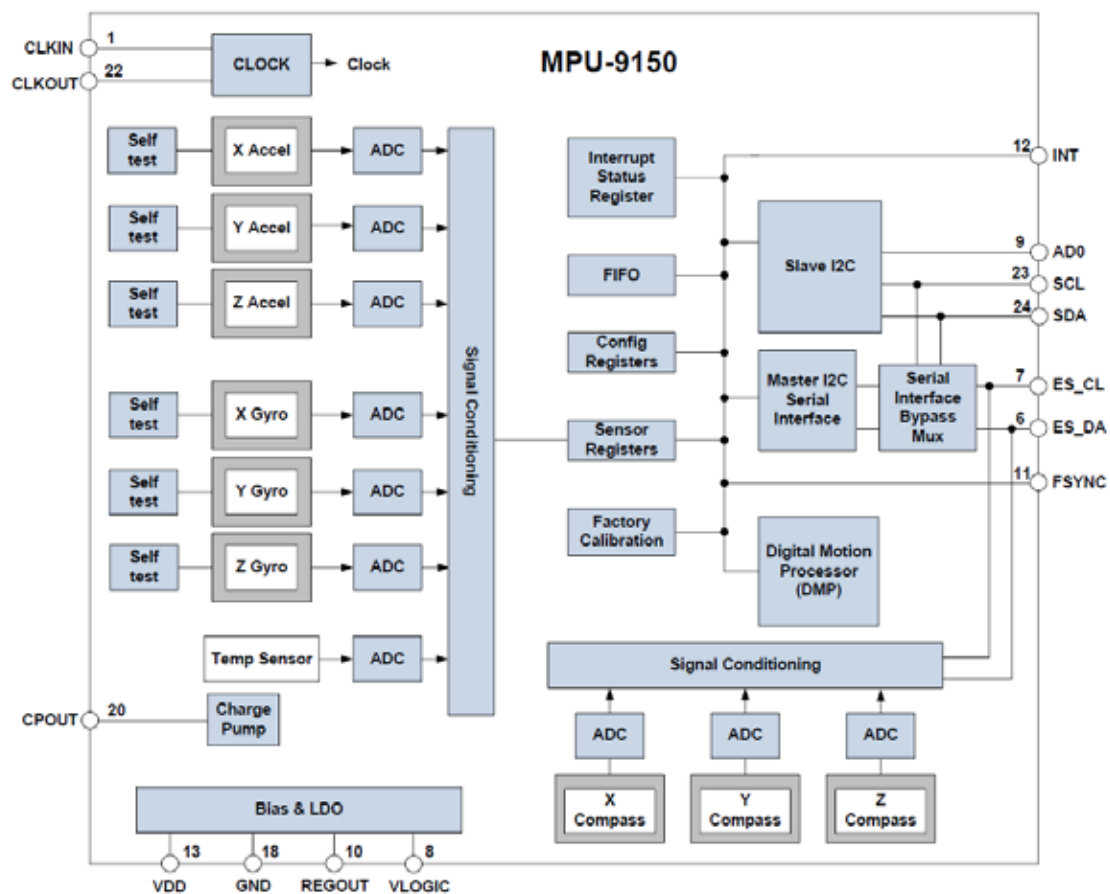 MPU-9150
CLKIN
1
22
CLKOUT
CLOCK
Clock
Self
test
X Accel
ADC
Self
test
Y Accel
ADC
Self
test
Z Accel
ADC
Self
test
X Gyro
ADC
Self
test
Y Gyro
ADC
Self
test
Z Gyro
ADC
Temp Sensor
ADC
Signal Conditioning
CPOUT
20
Charge
Pump
Bias & LDO
13
18
10
8
VDD
GND
REGOUT
VLOGIC
Interrupt
Status
Register
FIFO
Config
Registers
Sensor
Registers
Factory
Calibration
Slave I2C
Master I2C
Serial
Interface
Serial
Interface
Bypass
Mux
Digital Motion
Processor
(DMP)
12
INT
9
AD0
23
SCL
24
SDA
7
ES_CL
6
ES_DA
11
FSYNC
Signal Conditioning
ADC
ADC
ADC
X
Compass
Y
Compass
Z
Compass